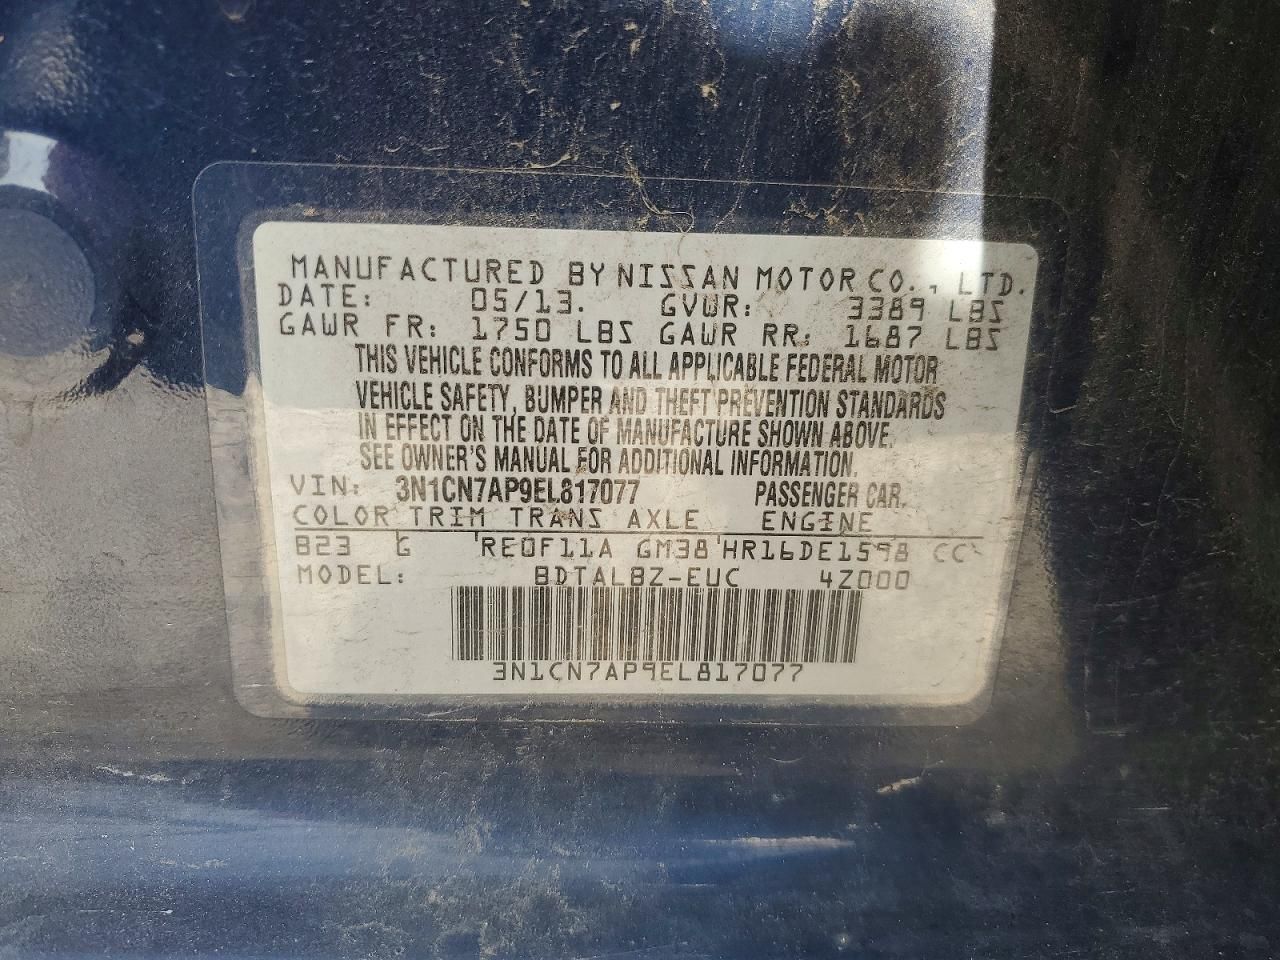 MANUFACTURED BY NISSAN MOTOR CO., LTD.
DATE: 05/13. GVWR: 3389 LBS
GAWR FR: 1750 LBS GAWR RR: 1687 LBS
THIS VEHICLE CONFORMS TO ALL APPLICABLE FEDERAL MOTOR
VEHICLE SAFETY, BUMPER AND THEFT PREVENTION STANDARDS
IN EFFECT ON THE DATE OF MANUFACTURE SHOWN ABOVE.
SEE OWNER'S MANUAL FOR ADDITIONAL INFORMATION.
VIN: 3N1CN7AP9EL817077 PASSENGER CAR.
COLOR TRIM TRANS AXLE ENGINE
B23 G RE0F11A GM38 HR16DE1598 CC
MODEL: BDTALBZ-EUC 4Z000
3N1CN7AP9EL817077